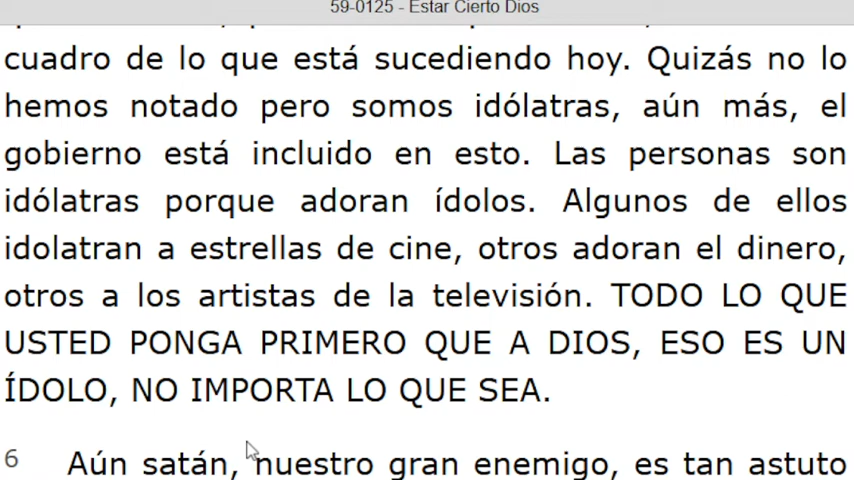 59-0125 - Estar Cierto Dios
cuadro de lo que está sucediendo hoy. Quizás no lo
hemos notado pero somos idólatras, aún más, el
gobierno está incluido en esto. Las personas son
idólatras porque adoran ídolos. Algunos de ellos
idolatran a estrellas de cine, otros adoran el dinero,
otros a los artistas de la televisión. TODO LO QUE
USTED PONGA PRIMERO QUE A DIOS, ESO ES UN
ÍDOLO, NO IMPORTA LO QUE SEA.
6 Aún satán, nuestro gran enemigo, es tan astuto